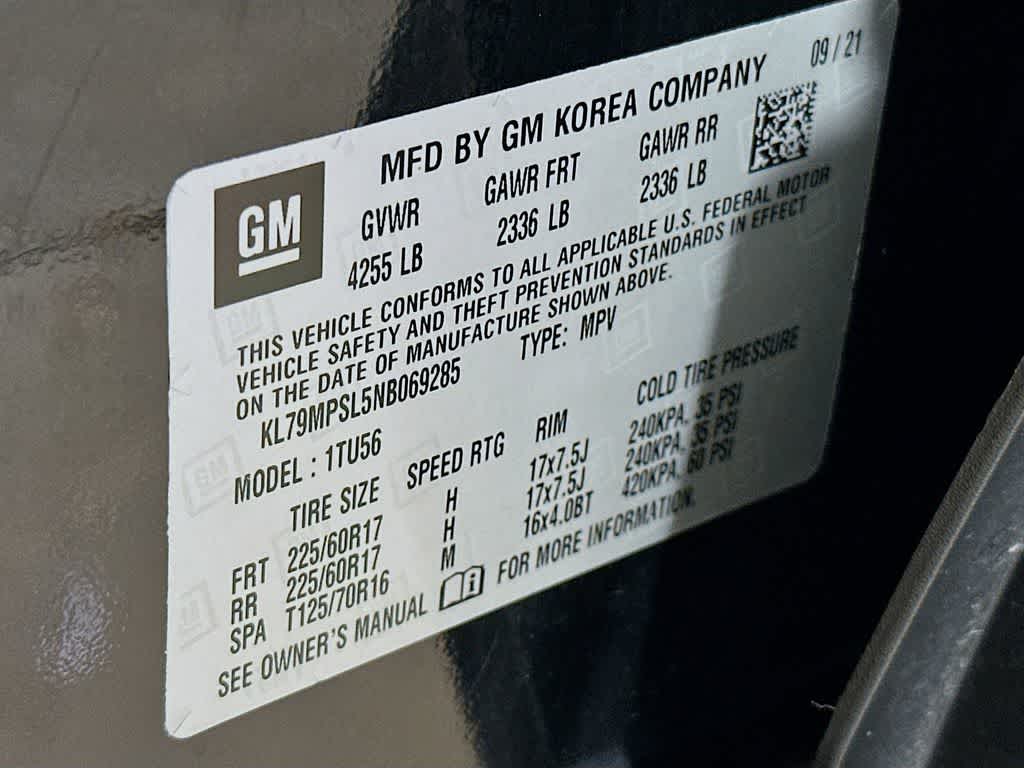 MFD BY GM KOREA COMPANY 09 / 21
GM
GVWR GAWR FRT GAWR RR
4255 LB 2336 LB 2336 LB
THIS VEHICLE CONFORMS TO ALL APPLICABLE U.S. FEDERAL MOTOR
VEHICLE SAFETY AND THEFT PREVENTION STANDARDS IN EFFECT
ON THE DATE OF MANUFACTURE SHOWN ABOVE.
KL79MPSL5NB069285 TYPE: MPV
MODEL : 1TU56
TIRE SIZE SPEED RTG RIM COLD TIRE PRESSURE
FRT 225/60R17 H 17x7.5J 240KPA, 35 PSI
RR 225/60R17 H 17x7.5J 240KPA, 35 PSI
SPA T125/70R16 M 16x4.0BT 420KPA, 60 PSI
SEE OWNER'S MANUAL FOR MORE INFORMATION.